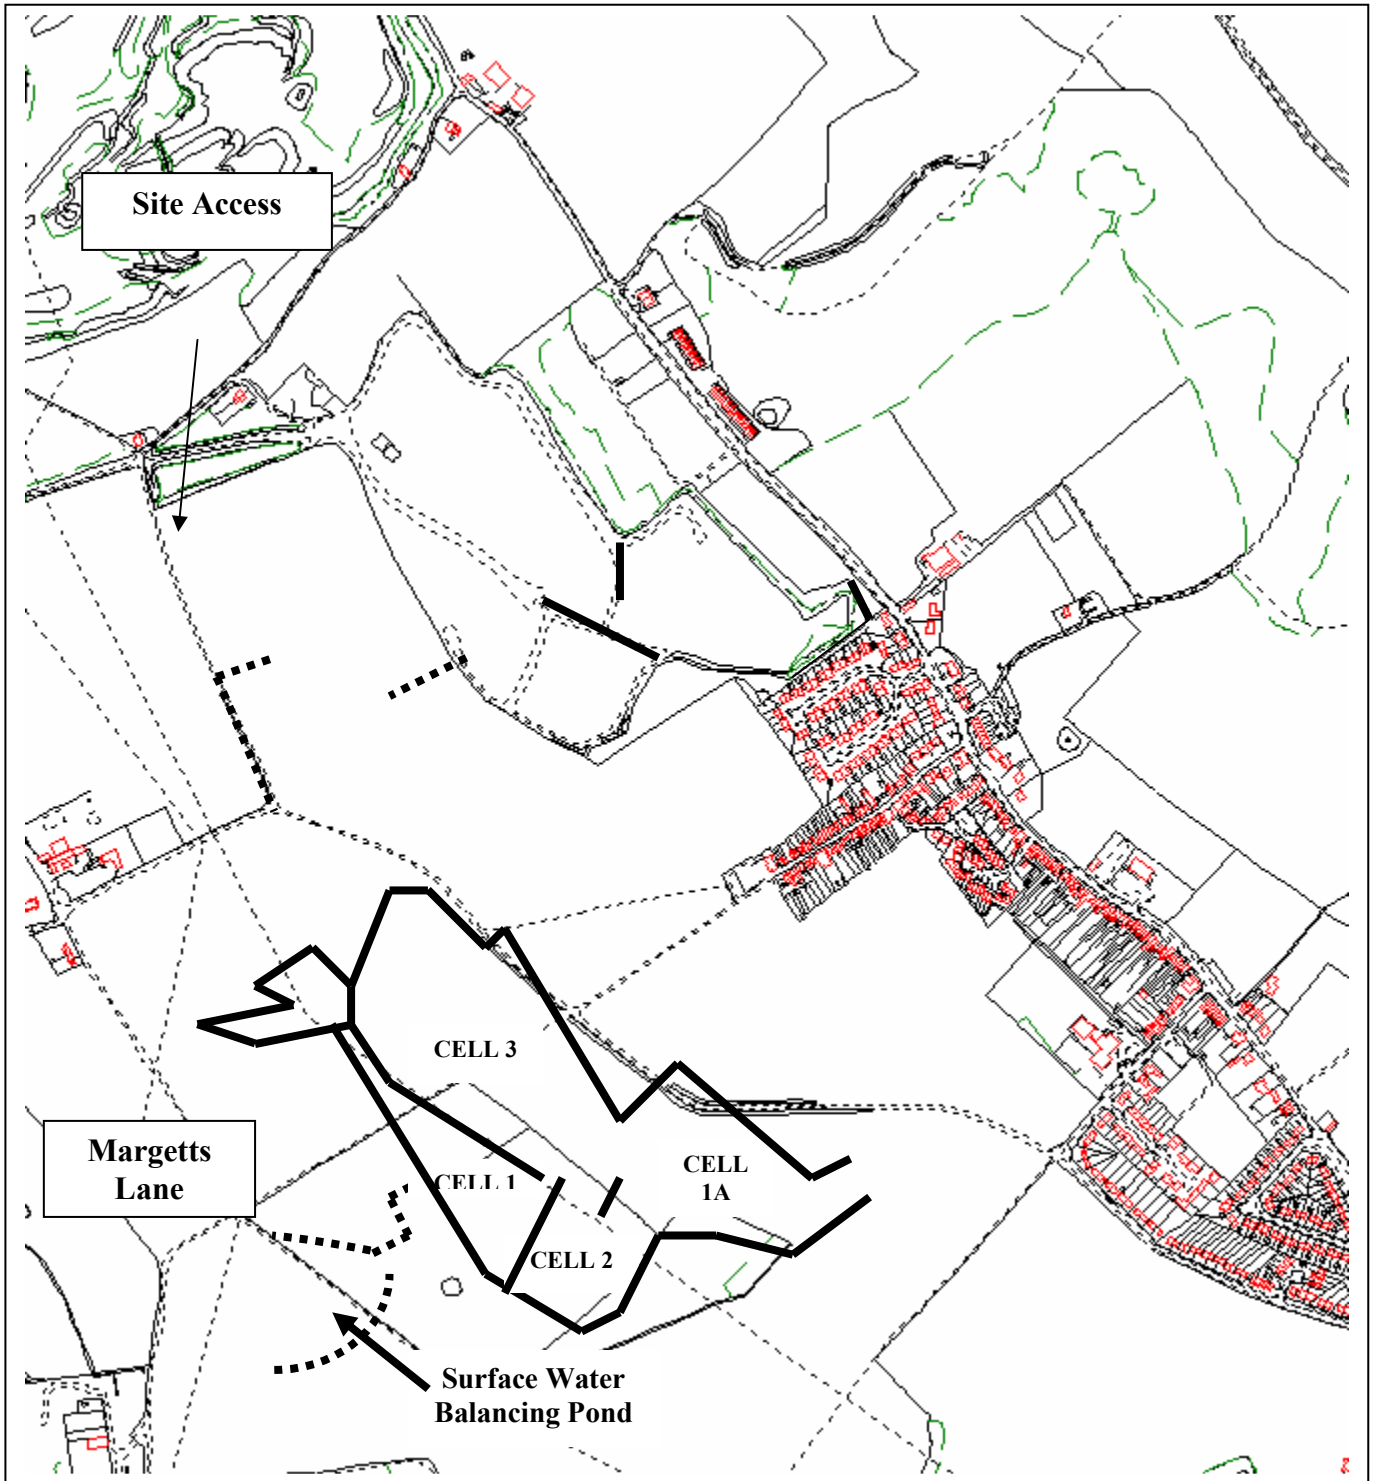 Site Access
CELL 3
Margetts
Lane
CELL 1
CELL
1A
CELL 2
Surface Water
Balancing Pond